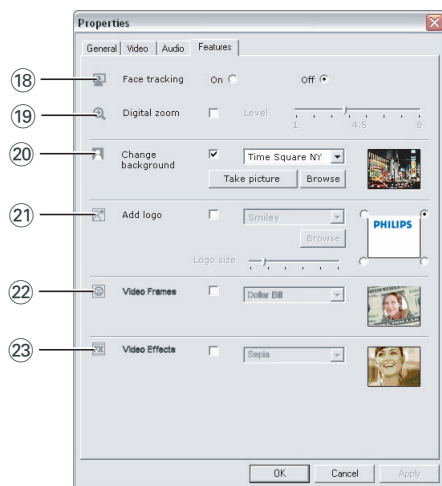 Properties
General Video Audio Features
18 Face tracking On Off
19 Digital zoom Level
1 4.5 8
20 Change background Time Square NY
Take picture Browse
21 Add logo Smiley
PHILIPS
Browse
Logo size
22 Video Frames Dollar Bill
23 FX Video Effects Sepia
OK Cancel Apply